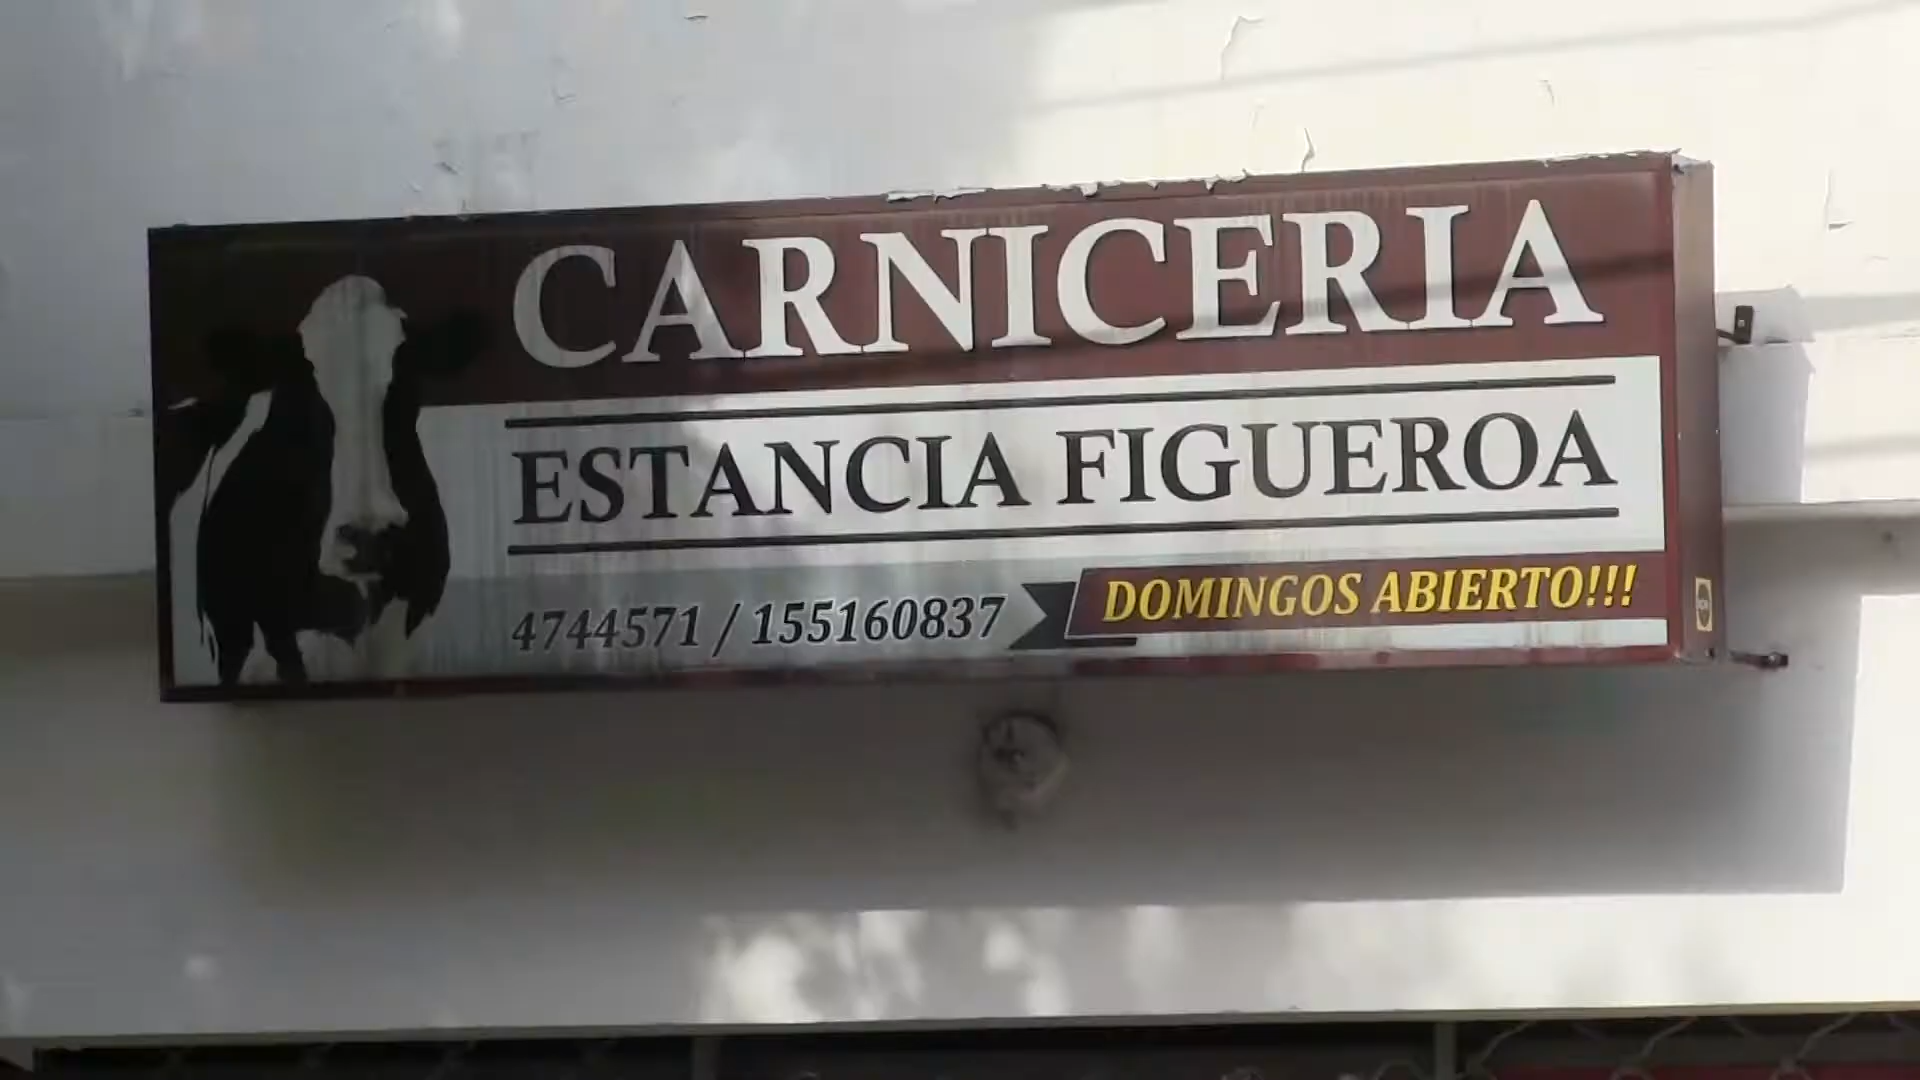 CARNICERIA
ESTANCIA FIGUEROA
4744571 / 155160837
DOMINGOS ABIERTO!!!